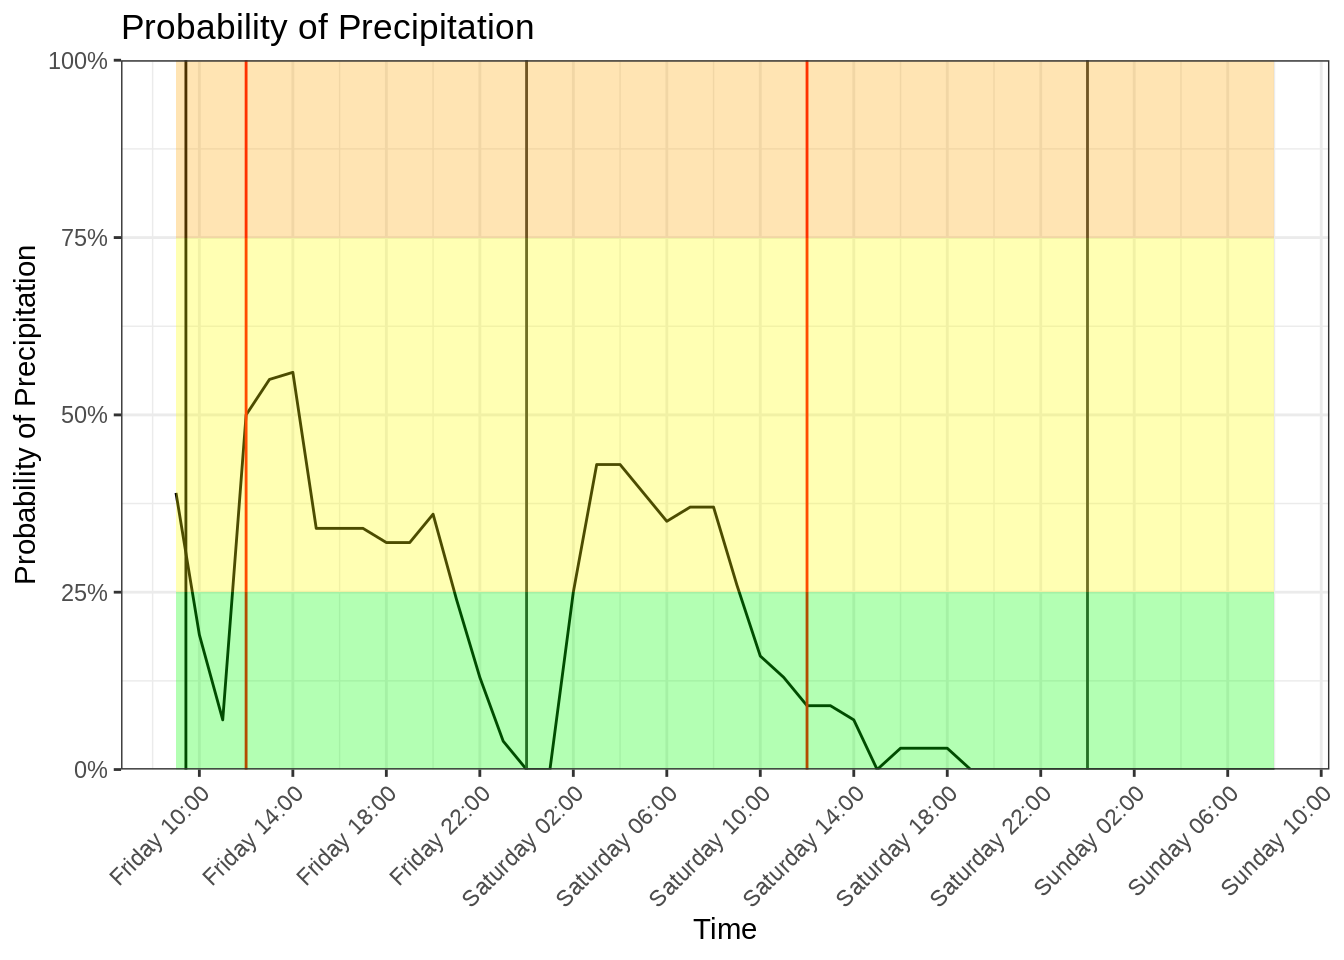 Probability of Precipitation
Probability of Precipitation
100%
75%
50%
25%
0%
Friday 10:00
Friday 14:00
Friday 18:00
Friday 22:00
Saturday 02:00
Saturday 06:00
Saturday 10:00
Saturday 14:00
Saturday 18:00
Saturday 22:00
Sunday 02:00
Sunday 06:00
Sunday 10:00
Time